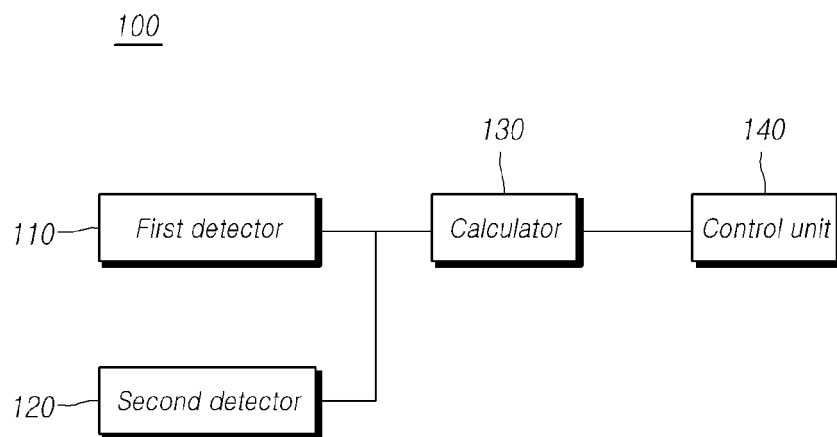 100
130
140
110
First detector
Calculator
Control unit
120
Second detector